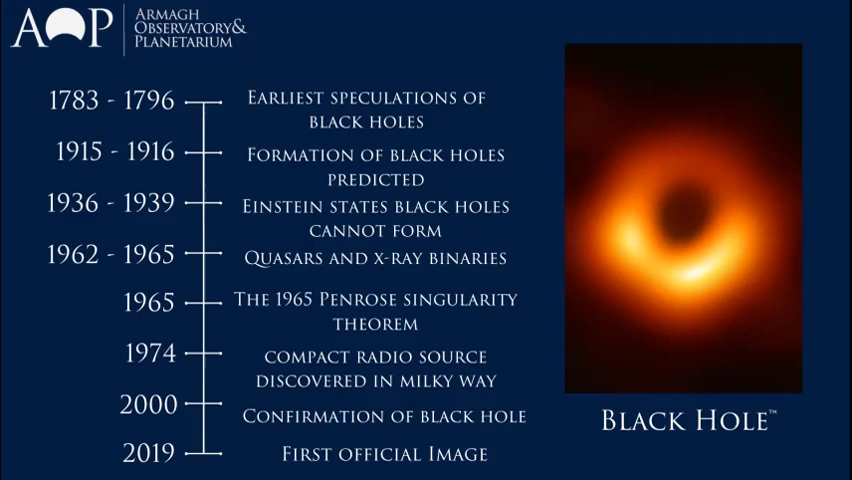 AOP
Armagh
Observatory&
Planetarium
1783 - 1796
Earliest speculations of
black holes
1915 - 1916
Formation of black holes
predicted
1936 - 1939
Einstein states black holes
cannot form
1962 - 1965
Quasars and x-ray binaries
1965
The 1965 Penrose singularity
theorem
1974
compact radio source
discovered in milky way
2000
Confirmation of black hole
2019
First official Image
Black Hole™